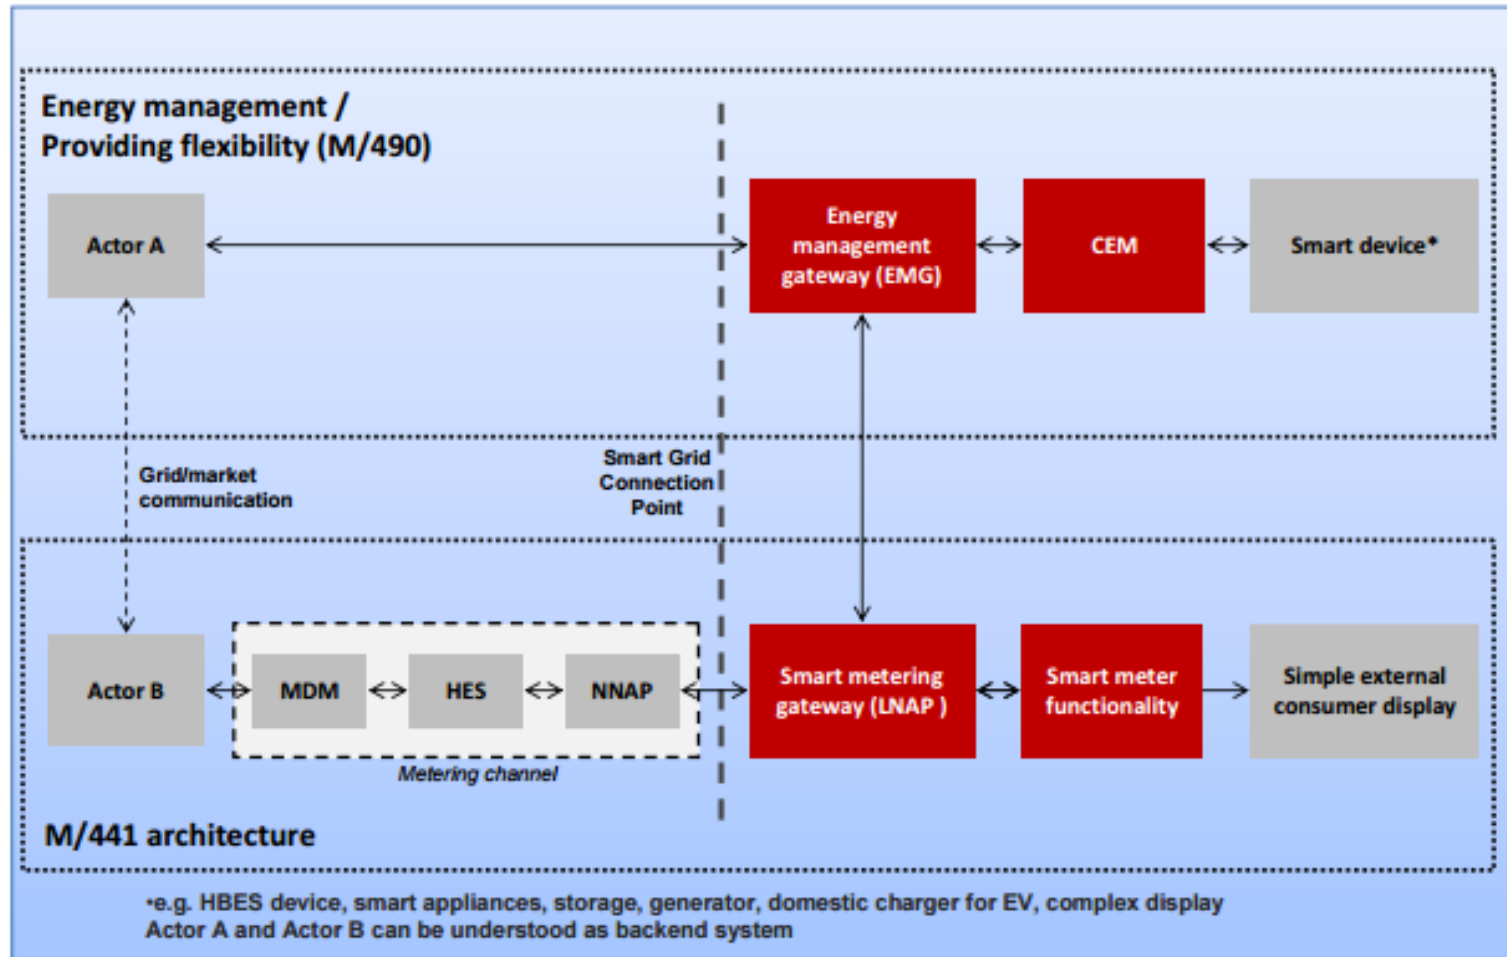 Energy management /
Providing flexibility (M/490)
Actor A
Energy
management
gateway (EMG)
CEM
Smart device*
Grid/market
communication
Smart Grid
Connection
Point
Actor B
MDM
HES
NNAP
Smart metering
gateway (LNAP )
Smart meter
functionality
Simple external
consumer display
Metering channel
M/441 architecture
•e.g. HBES device, smart appliances, storage, generator, domestic charger for EV, complex display
Actor A and Actor B can be understood as backend system